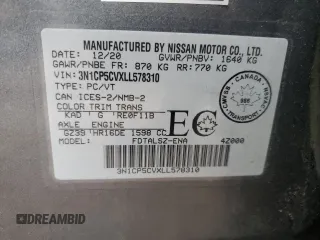 MANUFACTURED BY NISSAN MOTOR CO., LTD.
DATE: 12/20 GVWR/PNBV: 1640 KG
GAWR/PNBE FR: 870 KG RR: 770 KG
VIN: 3N1CP5CVXLL578310
TYPE: PC/VT
CAN ICES-2/NMB-2
COLOR TRIM TRANS
KAD G RE0F11B
AXLE ENGINE
GZ39 HR16DE 1598 CC
EC
MODEL: FDTALSZ-ENA 4Z000
3N1CP5CVXLL578310
CANADA
DREAMBID